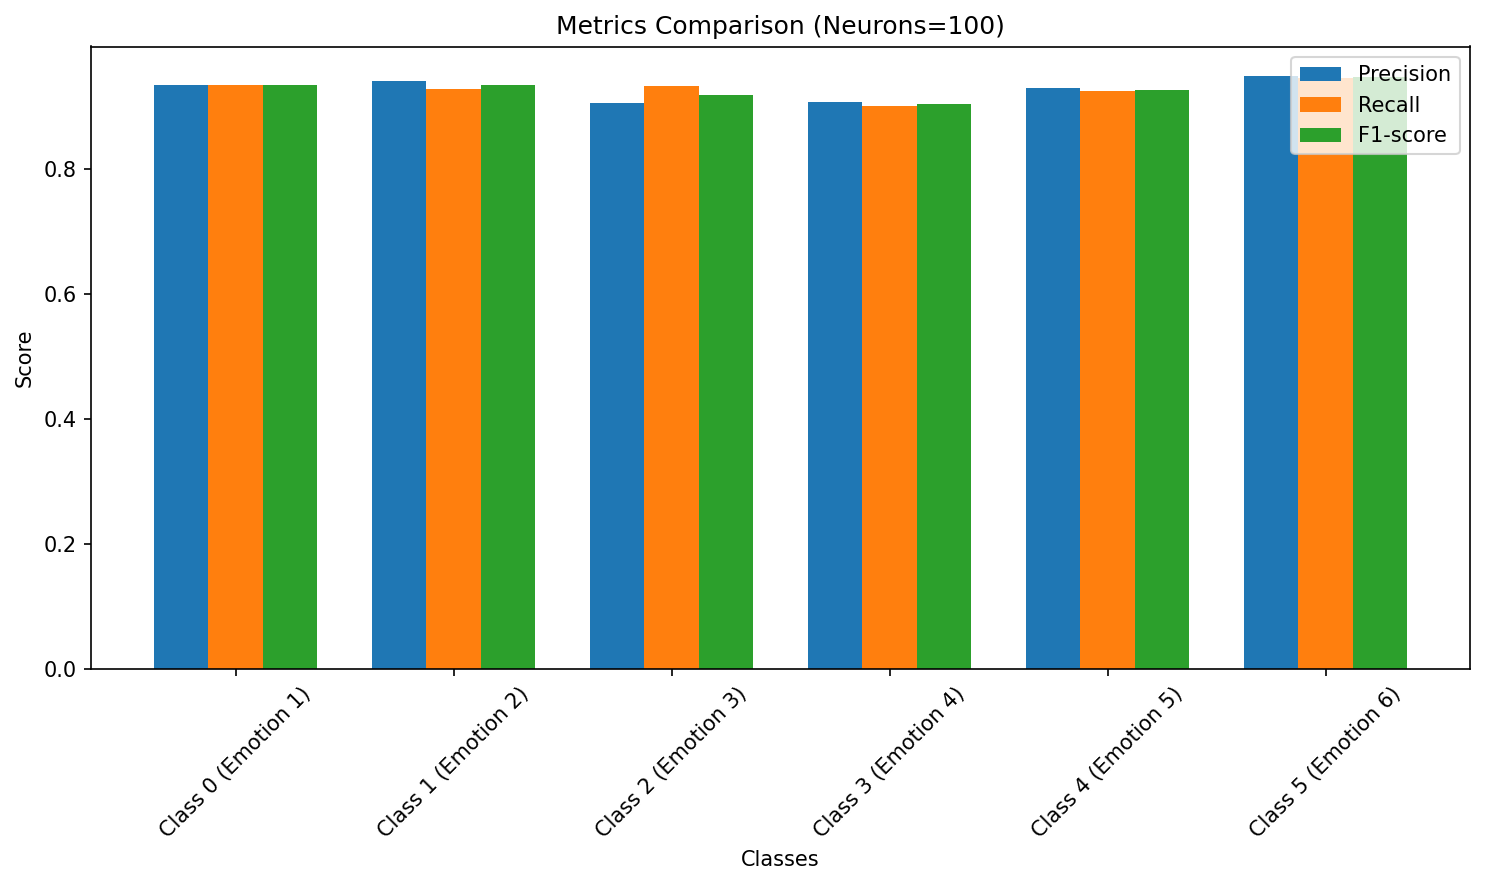 Metrics Comparison (Neurons=100)
Precision
Recall
F1-score
Score
0.8
0.6
0.4
0.2
0.0
Class 0 (Emotion 1)
Class 1 (Emotion 2)
Class 2 (Emotion 3)
Class 3 (Emotion 4)
Class 4 (Emotion 5)
Class 5 (Emotion 6)
Classes